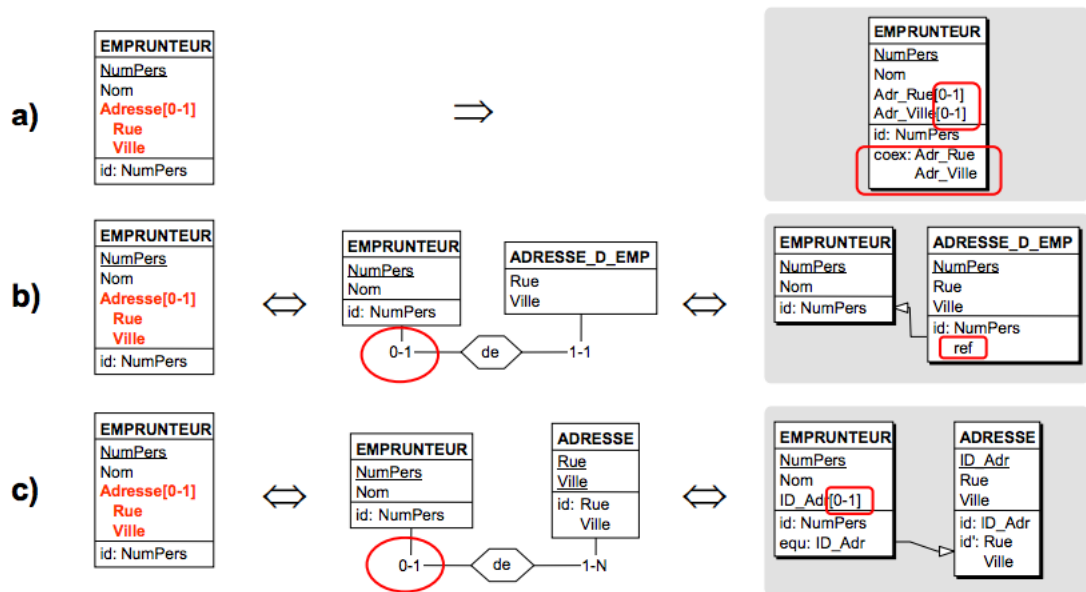 a)
EMPRUNTEUR
NumPers
Nom
Adresse[0-1]
Rue
Ville
id: NumPers
⇒
EMPRUNTEUR
NumPers
Nom
Adr_Rue[0-1]
Adr_Ville[0-1]
id: NumPers
coex: Adr_Rue
Adr_Ville
b)
EMPRUNTEUR
NumPers
Nom
Adresse[0-1]
Rue
Ville
id: NumPers
⇔
EMPRUNTEUR
NumPers
Nom
id: NumPers
0-1
de
1-1
ADRESSE_D_EMP
Rue
Ville
⇔
EMPRUNTEUR
NumPers
Nom
id: NumPers
ADRESSE_D_EMP
NumPers
Rue
Ville
id: NumPers
ref
c)
EMPRUNTEUR
NumPers
Nom
Adresse[0-1]
Rue
Ville
id: NumPers
⇔
EMPRUNTEUR
NumPers
Nom
id: NumPers
0-1
de
1-N
ADRESSE
Rue
Ville
id: Rue
Ville
⇔
EMPRUNTEUR
NumPers
Nom
ID_Adr[0-1]
id: NumPers
equ: ID_Adr
ADRESSE
ID_Adr
Rue
Ville
id: ID_Adr
id': Rue
Ville